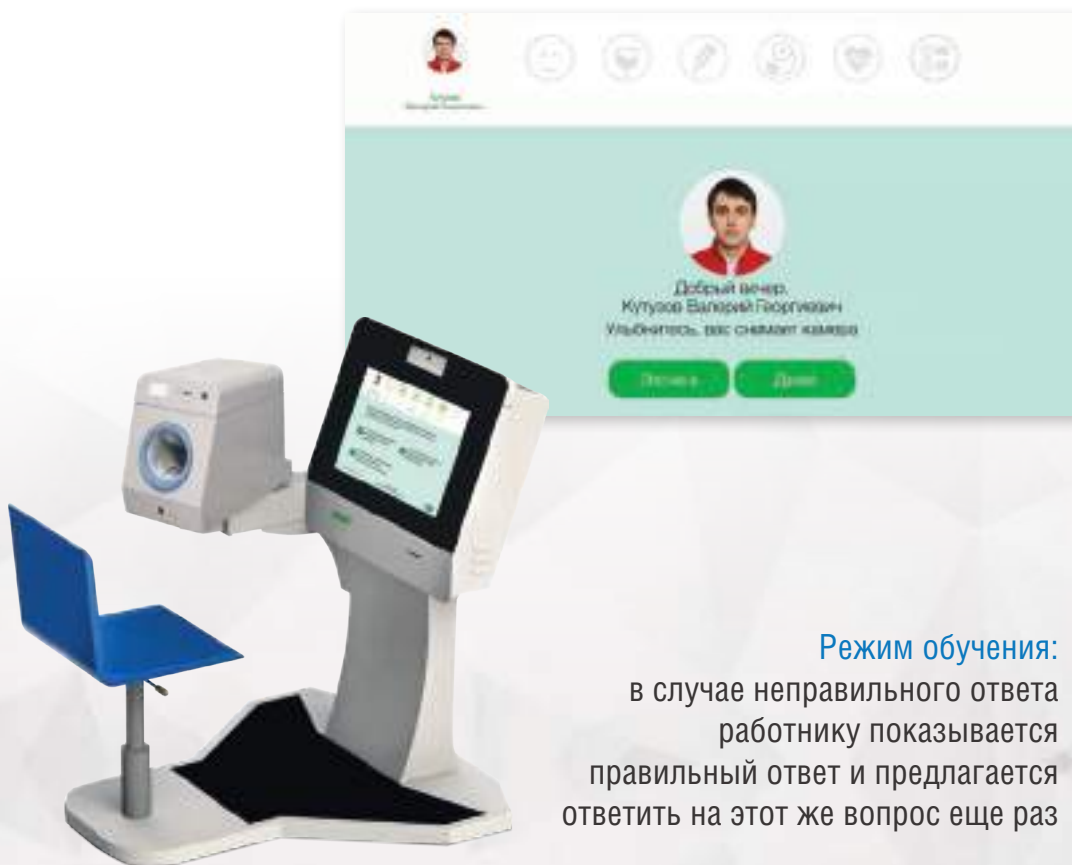 Добрый вечер,
Кутузов Валерий Георгиевич
Улыбнитесь, вас снимает камера
Далее
Режим обучения:
в случае неправильного ответа
работнику показывается
правильный ответ и предлагается
ответить на этот же вопрос еще раз